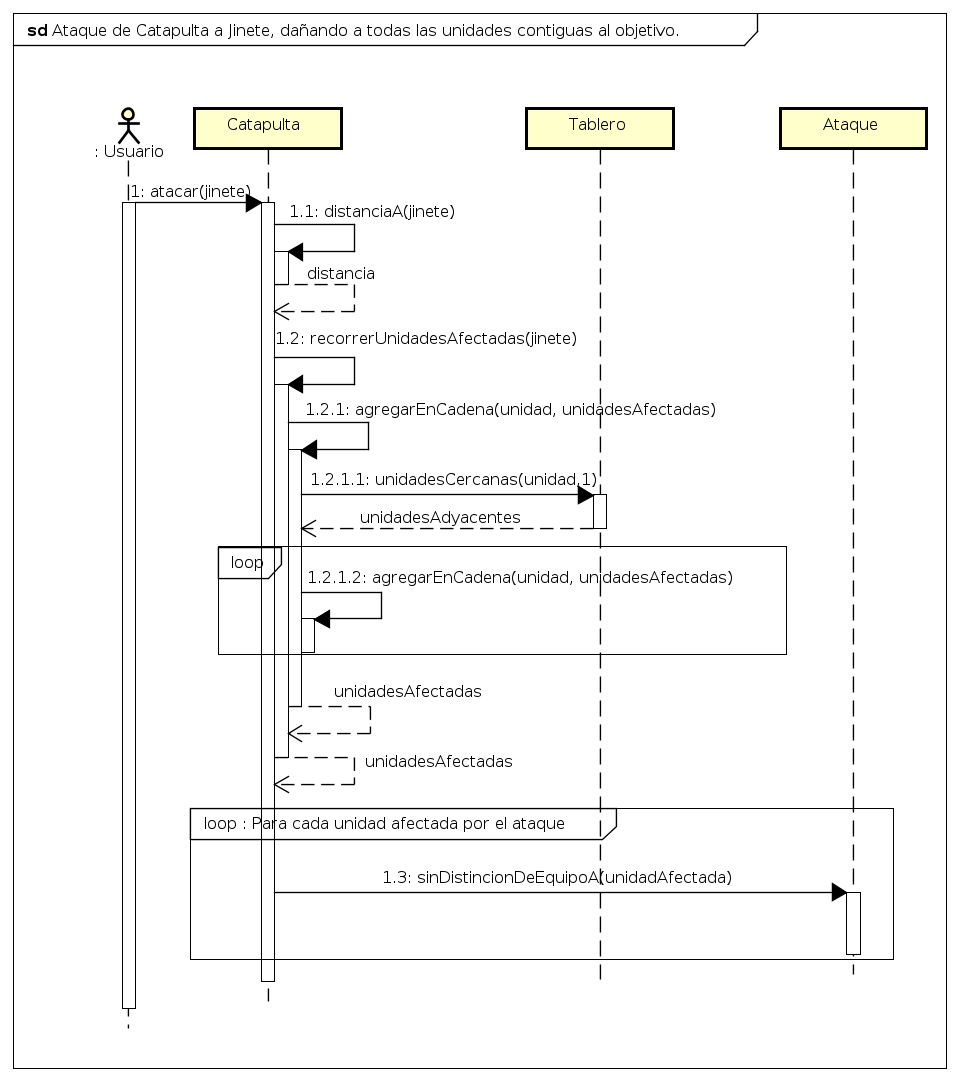 sd Ataque de Catapulta a Jinete, dañando a todas las unidades contiguas al objetivo.
: Usuario
Catapulta
Tablero
Ataque
1: atacar(jinete)
1.1: distanciaA(jinete)
distancia
1.2: recorrerUnidadesAfectadas(jinete)
1.2.1: agregarEnCadena(unidad, unidadesAfectadas)
1.2.1.1: unidadesCercanas(unidad,1)
unidadesAdyacentes
loop
1.2.1.2: agregarEnCadena(unidad, unidadesAfectadas)
unidadesAfectadas
unidadesAfectadas
loop : Para cada unidad afectada por el ataque
1.3: sinDistincionDeEquipoA(unidadAfectada)